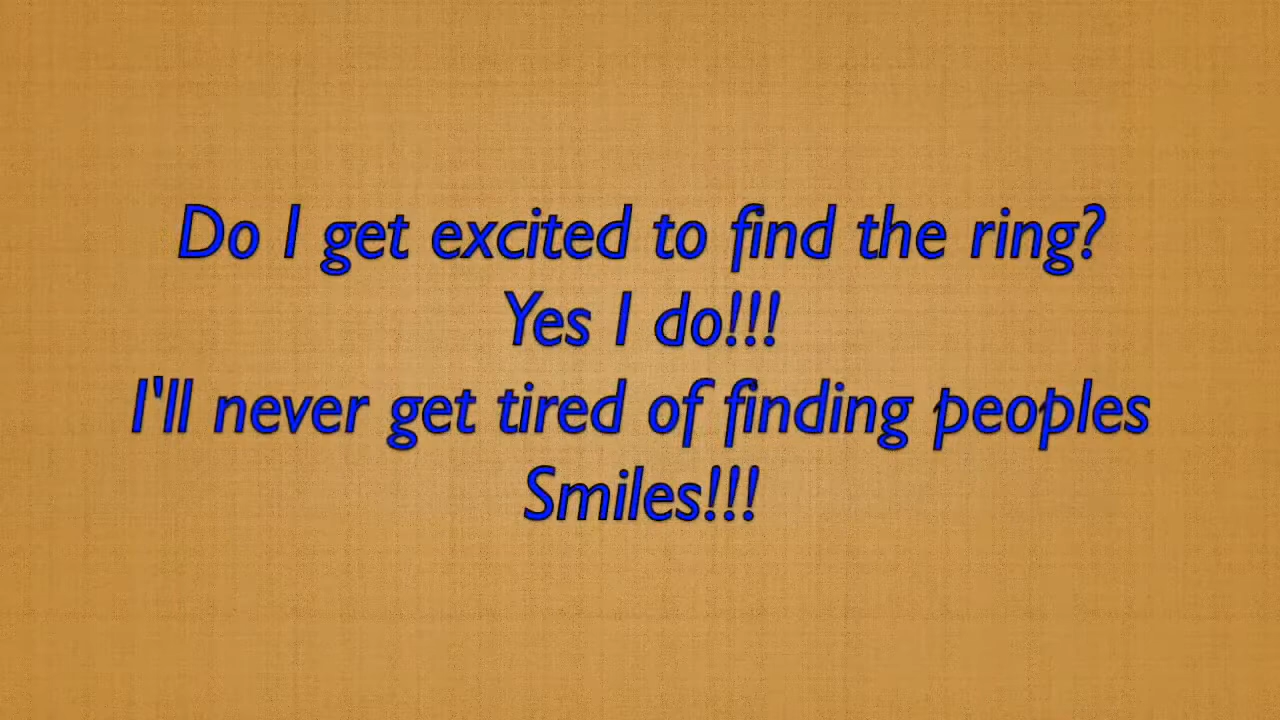 Do I get excited to find the ring?
Yes I do!!!
I'll never get tired of finding peoples
Smiles!!!